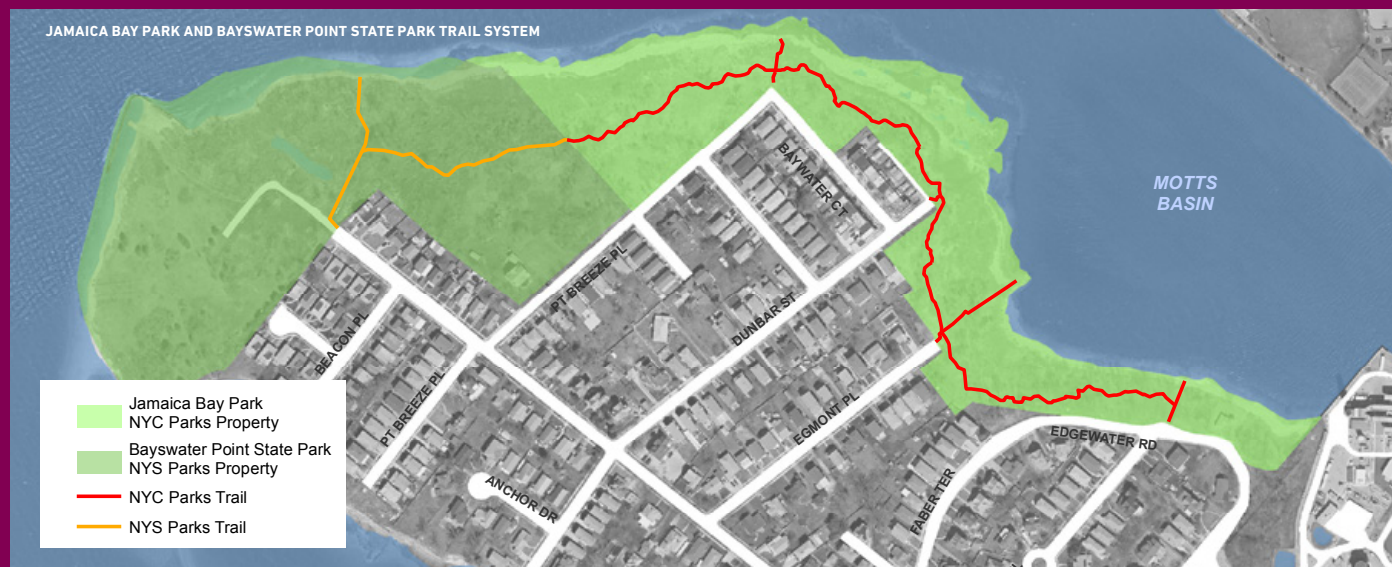 JAMAICA BAY PARK AND BAYSWATER POINT STATE PARK TRAIL SYSTEM
BAYWATER CT
MOTTS
BASIN
PT BREEZE PL
DUNBAR ST
BEACON PL
PT BREEZE PL
EGMONT PL
EDGEWATER RD
ANCHOR DR
FABER TER
Jamaica Bay Park
NYC Parks Property
Bayswater Point State Park
NYS Parks Property
NYC Parks Trail
NYS Parks Trail